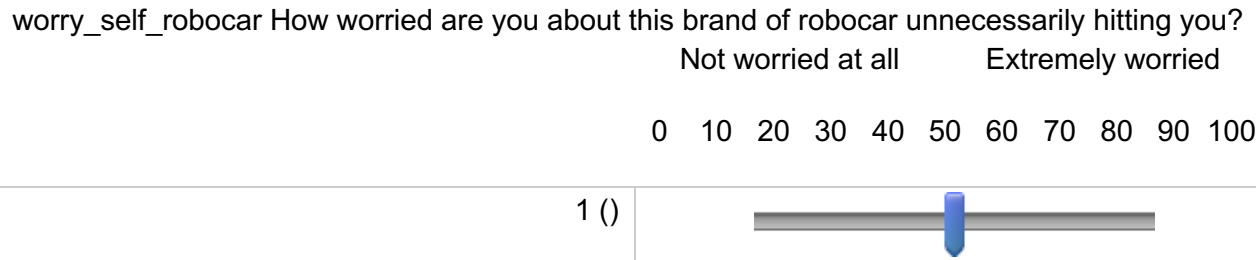 worry_self_robocar How worried are you about this brand of robocar unnecessarily hitting you?
Not worried at all Extremely worried
0 10 20 30 40 50 60 70 80 90 100
1 ()